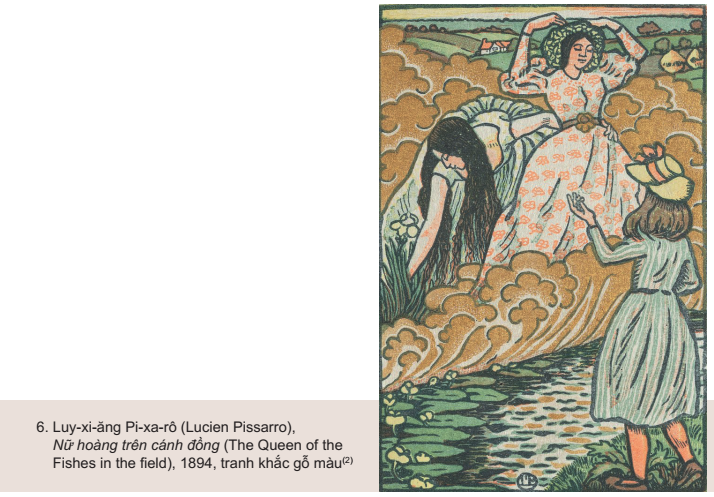 6. Luy-xi-ăng Pi-xa-rô (Lucien Pissarro),
Nữ hoàng trên cánh đồng (The Queen of the
Fishes in the field), 1894, tranh khắc gỗ màu(2)